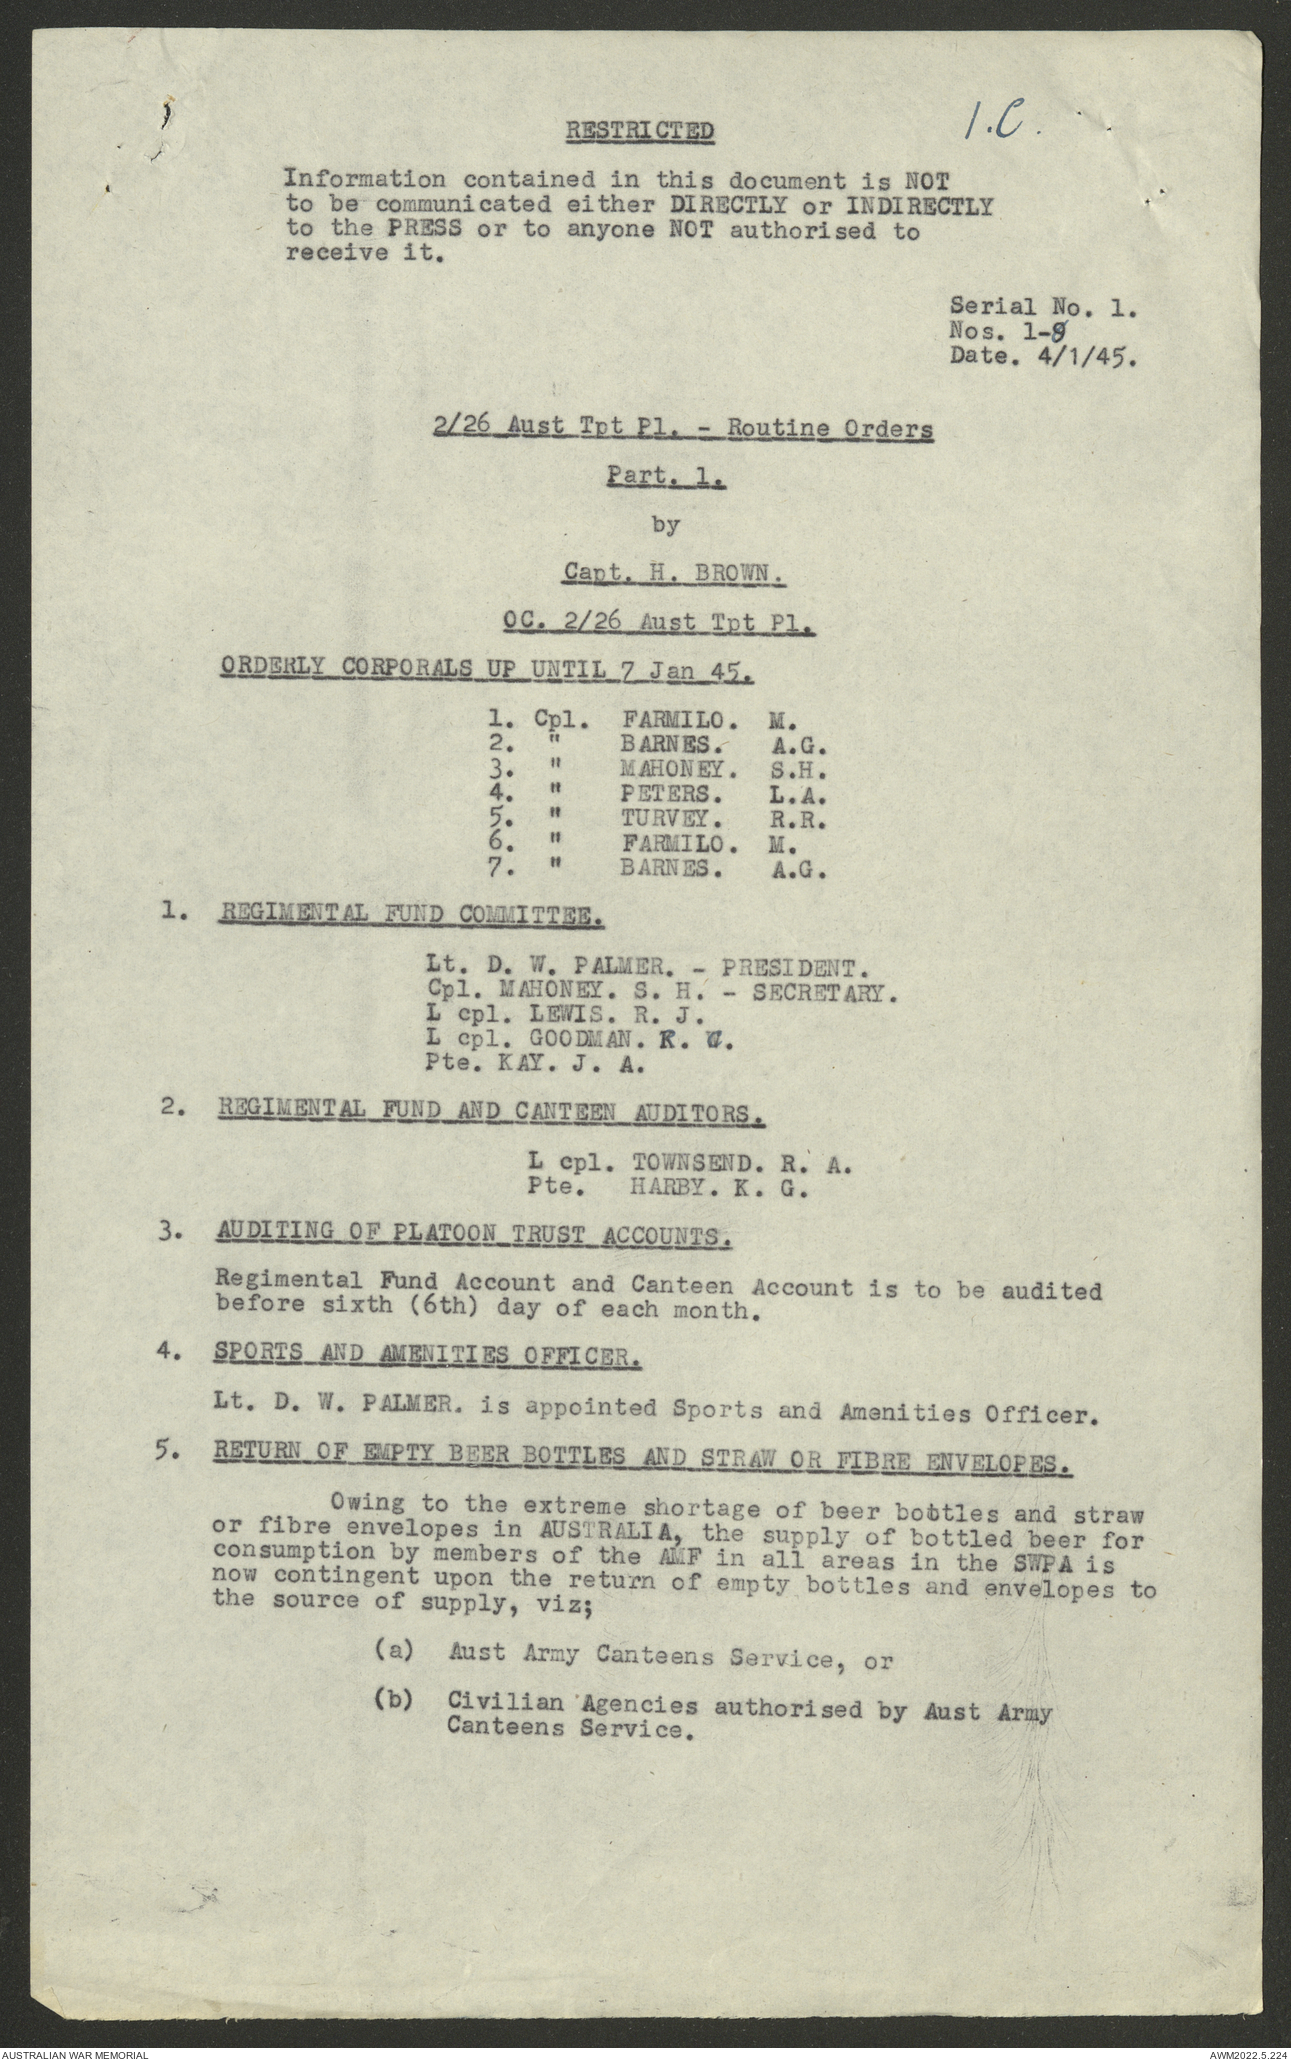 RESTRICTED
1.C.
Information contained in this document is NOT
to be communicated either DIRECTLY or INDIRECTLY
to the PRESS or to anyone NOT authorised to
receive it.
Serial No. 1.
Nos. 1-8
Date. 4/1/45.
2/26 Aust Tpt Pl. - Routine Orders
Part. 1.
by
Capt. H. BROWN.
OC. 2/26 Aust Tpt Pl.
ORDERLY CORPORALS UP UNTIL 7 Jan 45.
1. Cpl. FARMILO. M.
2. " BARNES. A.G.
3. " MAHONEY. S.H.
4. " PETERS. L.A.
5. " TURVEY. R.R.
6. " FARMILO. M.
7. " BARNES. A.G.
1. REGIMENTAL FUND COMMITTEE.
Lt. D. W. PALMER. - PRESIDENT.
Cpl. MAHONEY. S. H. - SECRETARY.
L cpl. LEWIS. R. J.
L cpl. GOODMAN.
Pte. KAY. J. A.
2. REGIMENTAL FUND AND CANTEEN AUDITORS.
L cpl. TOWNSEND. R. A.
Pte. HARBY. K. G.
3. AUDITING OF PLATOON TRUST ACCOUNTS.
Regimental Fund Account and Canteen Account is to be audited
before sixth (6th) day of each month.
4. SPORTS AND AMENITIES OFFICER.
Lt. D. W. PALMER. is appointed Sports and Amenities Officer.
5. RETURN OF EMPTY BEER BOTTLES AND STRAW OR FIBRE ENVELOPES.
Owing to the extreme shortage of beer bottles and straw
or fibre envelopes in AUSTRALIA, the supply of bottled beer for
consumption by members of the AMF in all areas in the SWPA is
now contingent upon the return of empty bottles and envelopes to
the source of supply, viz;
(a) Aust Army Canteens Service, or
(b) Civilian Agencies authorised by Aust Army
Canteens Service.
AUSTRALIAN WAR MEMORIAL
AWM2022.5.224